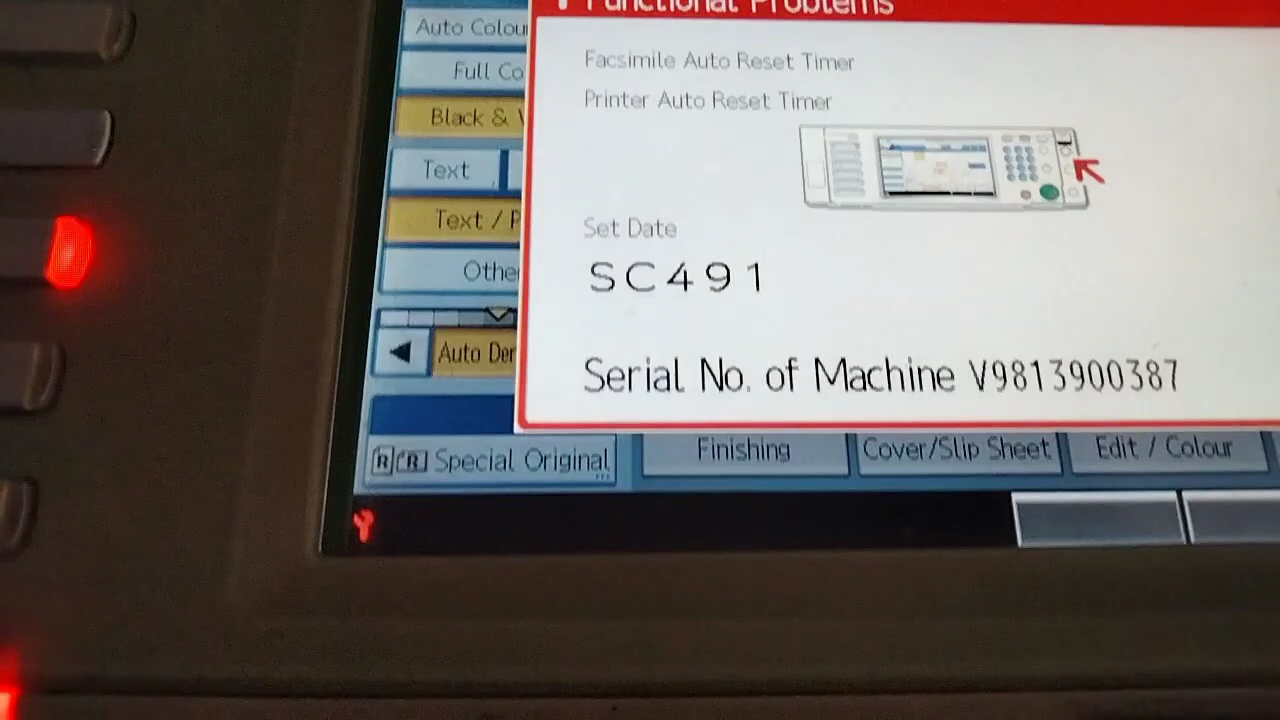 Functional Problems
Auto Colou
Full Co
Black &
Text
Text / P
Othe
Auto Den
Facsimile Auto Reset Timer
Printer Auto Reset Timer
Set Date
SC491
Serial No. of Machine V9813900387
R R Special Original
Finishing
Cover/Slip Sheet
Edit / Colour